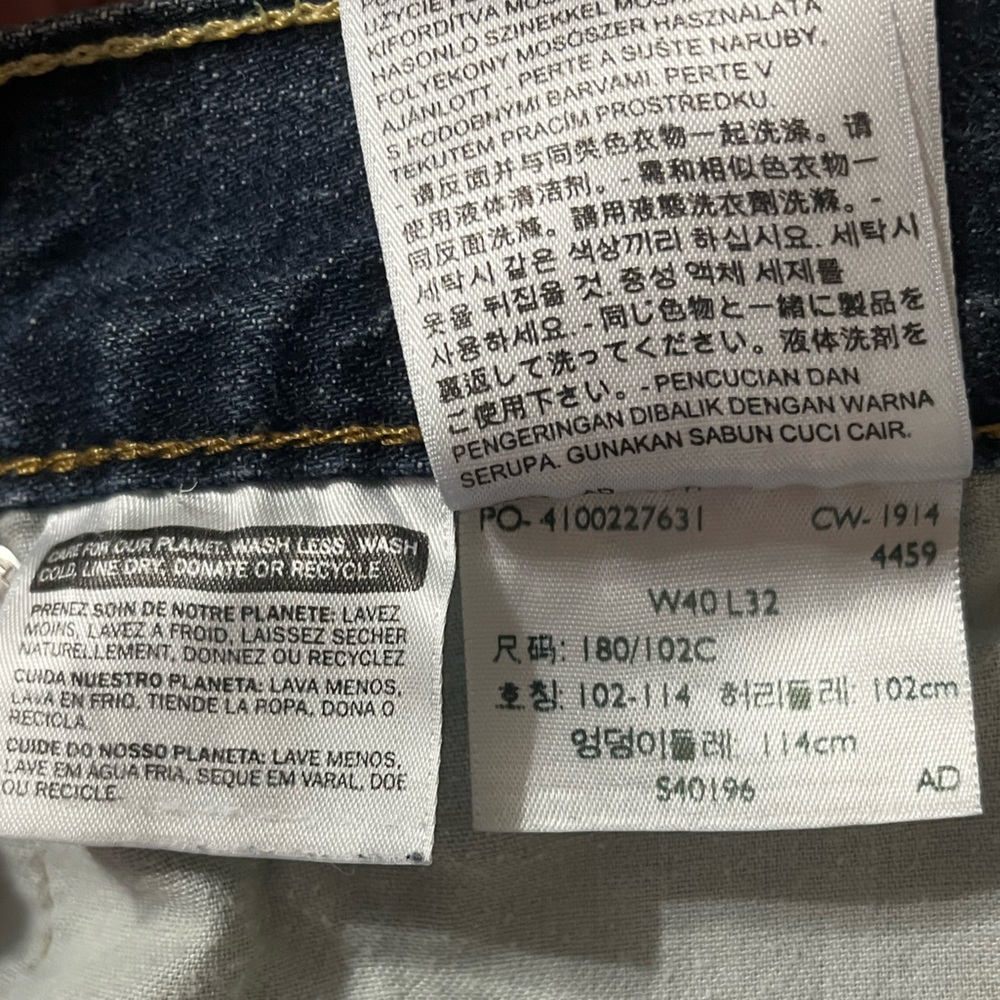 UŻYCIE
KIFORDÍTVA
HASONLÓ SZINEKKEL
FOLYÉKONY MOSÓSZER HASZNÁLATA
AJÁNLOTT. - PERTE A SUŠTE NARUBY,
S PODOBNÝMI BARVAMI. PERTE V
TEKUTÉM PRACÍM PROSTŘEDKU.
- 请反面并与同类色衣物一起洗涤。请
使用液体清洁剂。- 需和相似色衣物一
同反面洗滌。請用液態洗衣劑洗滌。-
세탁시 같은 색상끼리 하십시요. 세탁시
옷을 뒤집을 것. 중성 액체 세제를
사용하세요. - 同じ色物と一緒に製品を
裏返して洗ってください。液体洗剤を
ご使用下さい。- PENCUCIAN DAN
PENGERINGAN DIBALIK DENGAN WARNA
SERUPA. GUNAKAN SABUN CUCI CAIR.
CARE FOR OUR PLANET: WASH LESS, WASH
COLD, LINE DRY, DONATE OR RECYCLE
PRENEZ SOIN DE NOTRE PLANETE: LAVEZ
MOINS, LAVEZ A FROID, LAISSEZ SECHER
NATURELLEMENT, DONNEZ OU RECYCLEZ
CUIDA NUESTRO PLANETA: LAVA MENOS,
LAVA EN FRIO, TIENDE LA ROPA, DONA O
RECICLA.
CUIDE DO NOSSO PLANETA: LAVE MENOS,
LAVE EM AGUA FRIA, SEQUE EM VARAL, DOE
OU RECICLE.
PO- 4100227631 CW- 1914
4459
W40 L32
尺码: 180/102C
호칭: 102-114 허리둘레: 102cm
엉덩이둘레: 114cm
S40196 AD